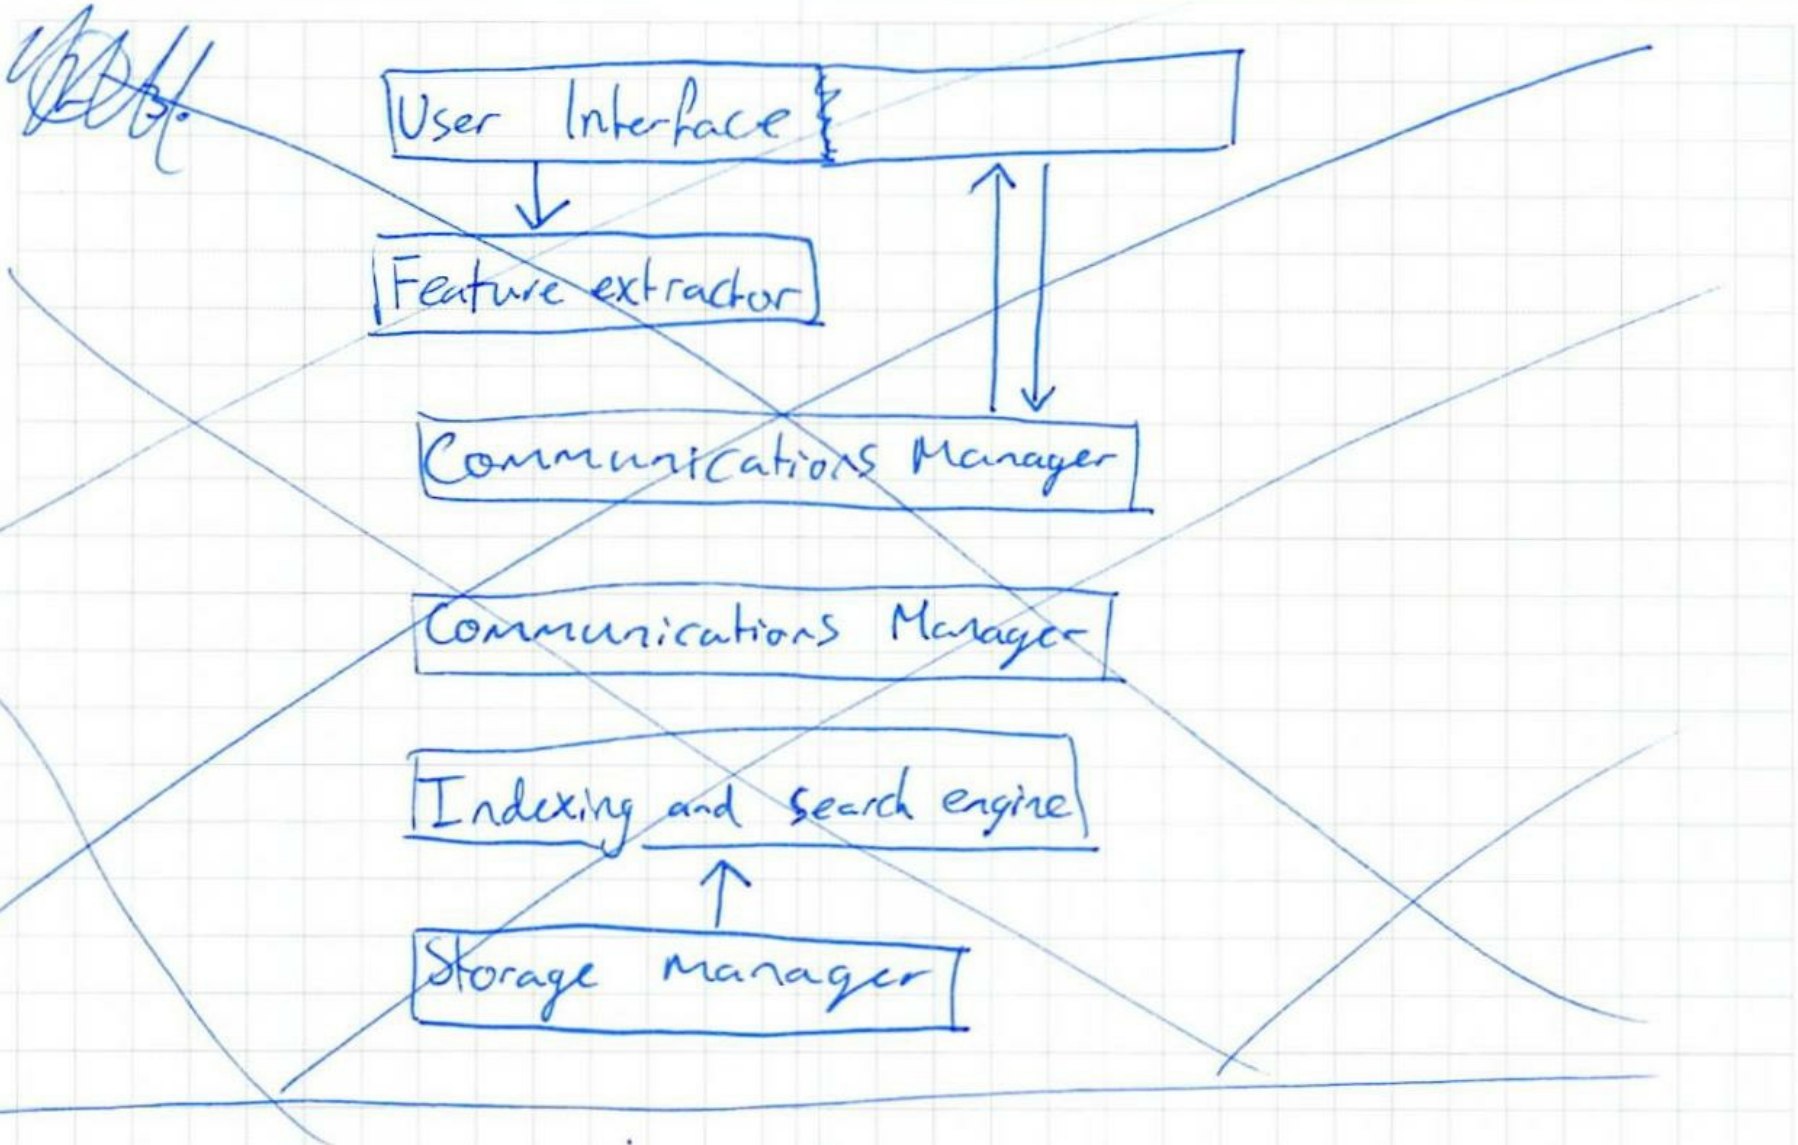 User Interface
Feature extractor
Communications Manager
Communications Manager
Indexing and search engine
Storage manager